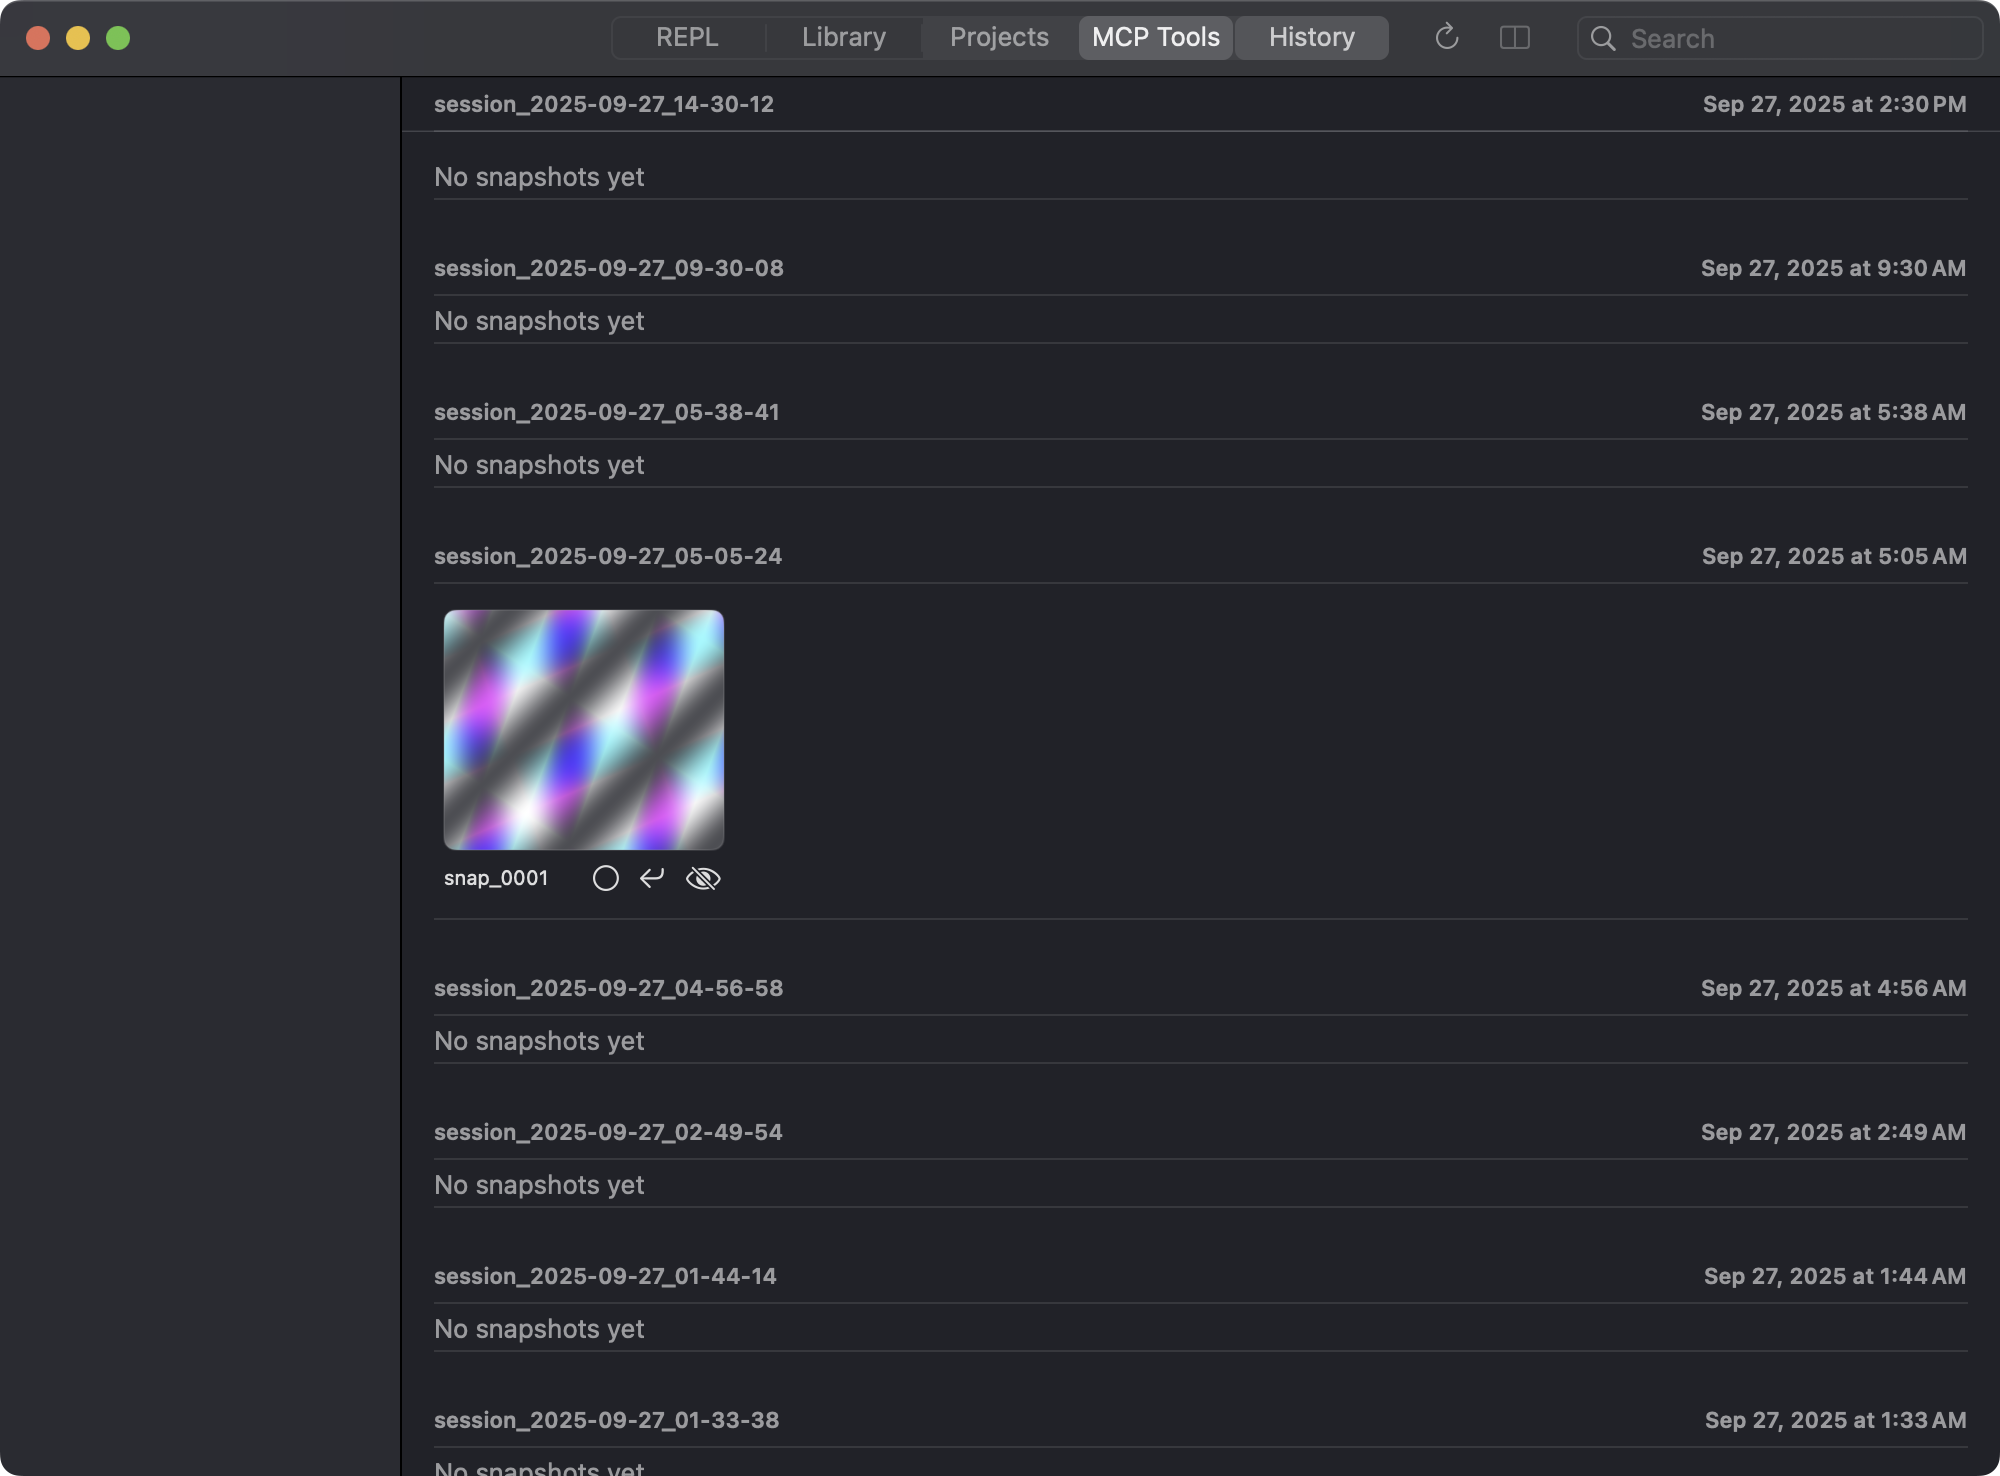 REPL Library Projects MCP Tools History Search
session_2025-09-27_14-30-12 Sep 27, 2025 at 2:30 PM
No snapshots yet
session_2025-09-27_09-30-08 Sep 27, 2025 at 9:30 AM
No snapshots yet
session_2025-09-27_05-38-41 Sep 27, 2025 at 5:38 AM
No snapshots yet
session_2025-09-27_05-05-24 Sep 27, 2025 at 5:05 AM
snap_0001
session_2025-09-27_04-56-58 Sep 27, 2025 at 4:56 AM
No snapshots yet
session_2025-09-27_02-49-54 Sep 27, 2025 at 2:49 AM
No snapshots yet
session_2025-09-27_01-44-14 Sep 27, 2025 at 1:44 AM
No snapshots yet
session_2025-09-27_01-33-38 Sep 27, 2025 at 1:33 AM
No snapshots yet